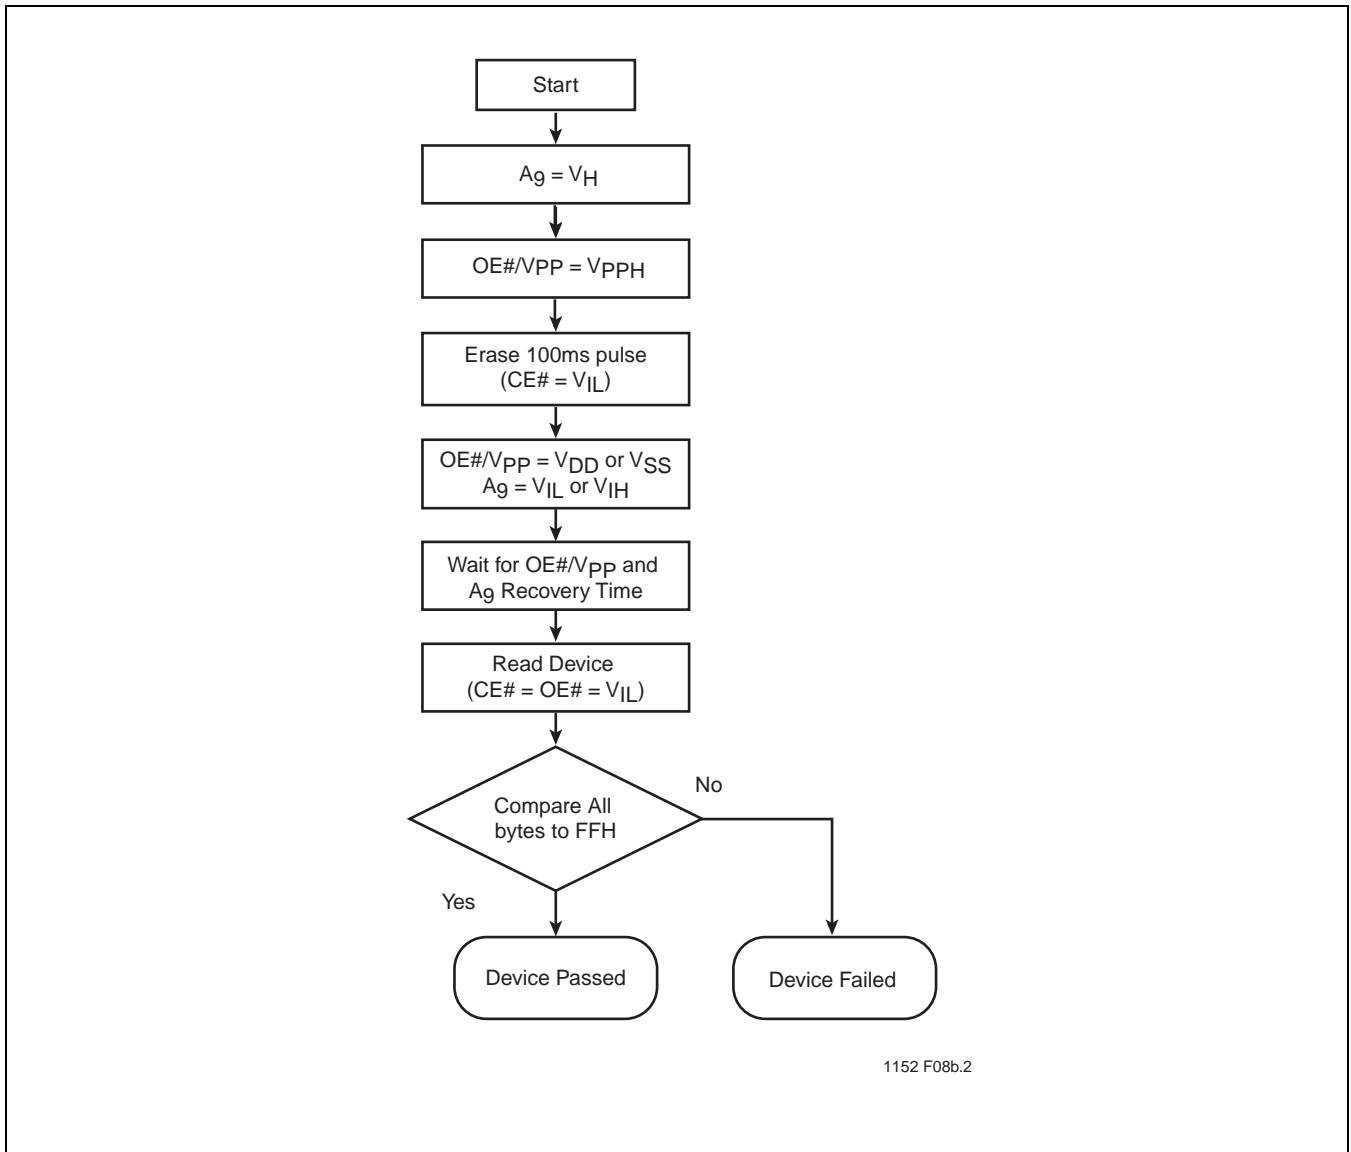 Start
A9 = VH
OE#/VPP = VPPH
Erase 100ms pulse
(CE# = VIL)
OE#/VPP = VDD or VSS
A9 = VIL or VIH
Wait for OE#/VPP and
A9 Recovery Time
Read Device
(CE# = OE# = VIL)
No
Compare All
bytes to FFH
Yes
Device Passed
Device Failed
1152 F08b.2